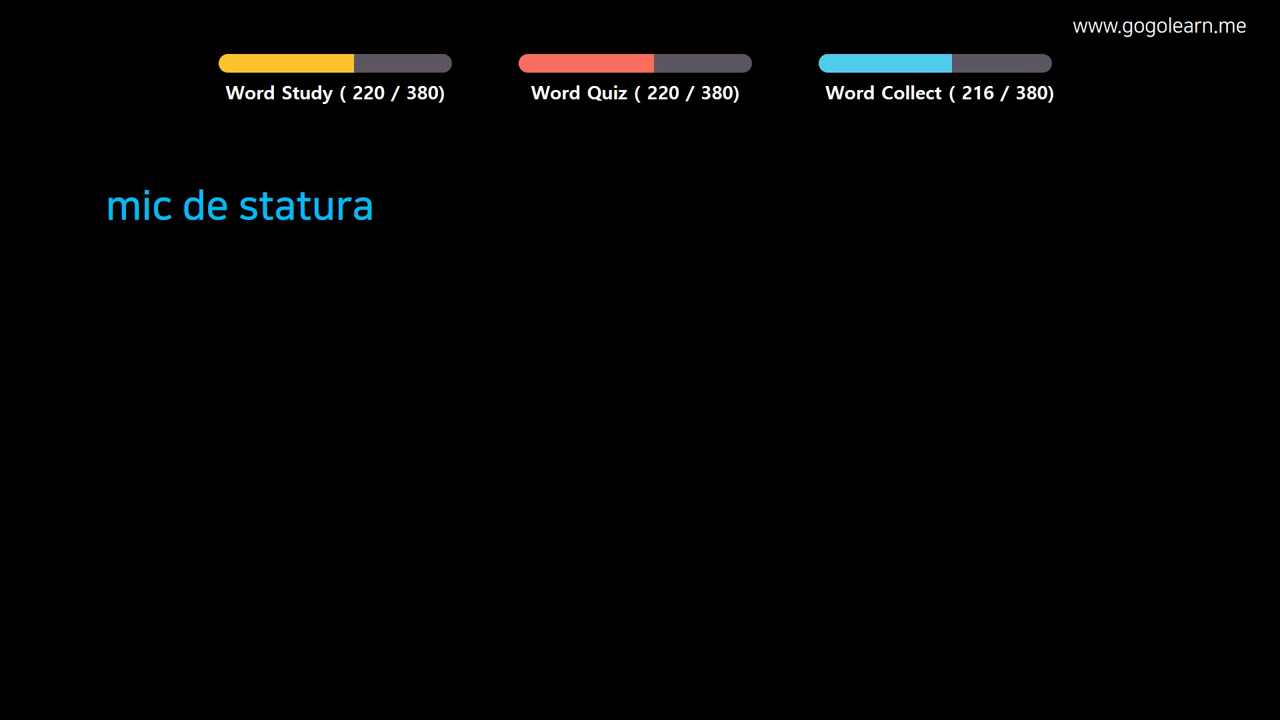 www.gogolearn.me
Word Study ( 220 / 380)
Word Quiz ( 220 / 380)
Word Collect ( 216 / 380)
mic de statura